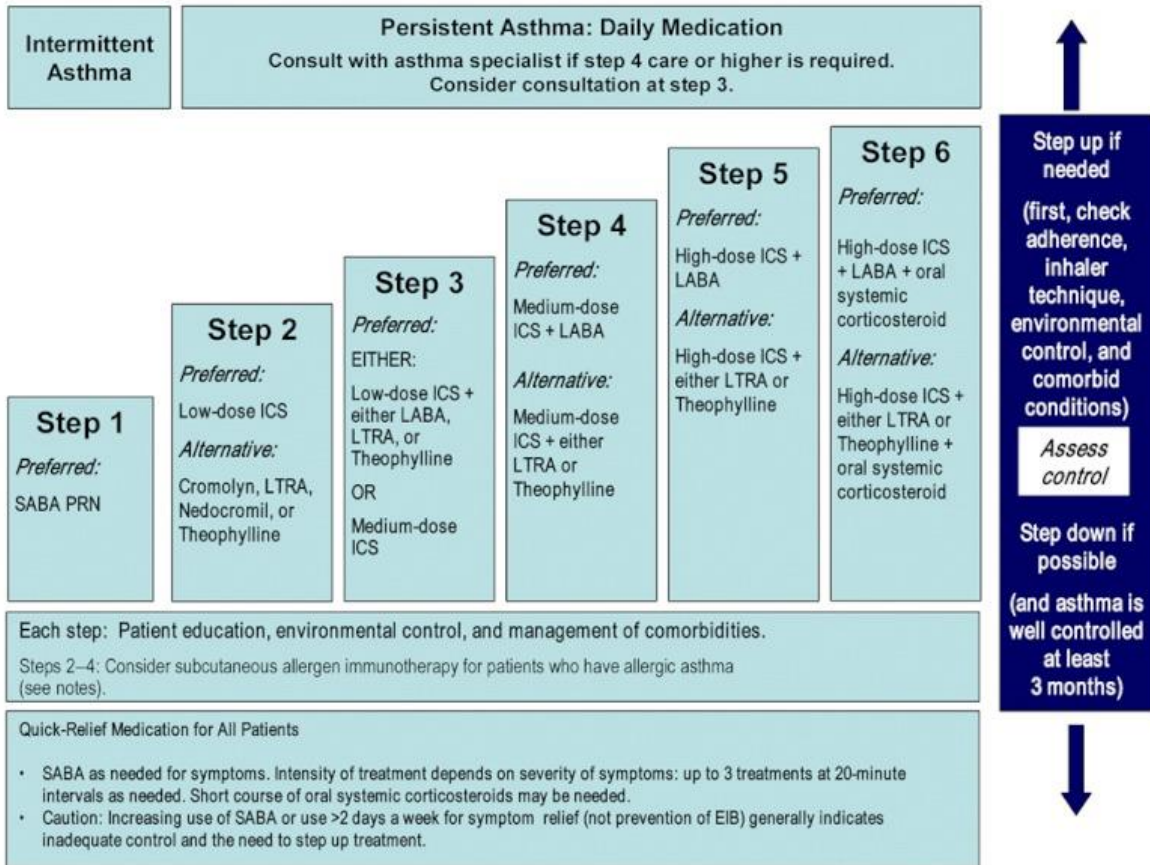 Intermittent
Asthma
Persistent Asthma: Daily Medication
Consult with asthma specialist if step 4 care or higher is required.
Consider consultation at step 3.
Step 1
Preferred:
SABA PRN
Step 2
Preferred:
Low-dose ICS
Alternative:
Cromolyn, LTRA,
Nedocromil, or
Theophylline
Step 3
Preferred:
EITHER:
Low-dose ICS +
either LABA,
LTRA, or
Theophylline
OR
Medium-dose
ICS
Step 4
Preferred:
Medium-dose
ICS + LABA
Alternative:
Medium-dose
ICS + either
LTRA or
Theophylline
Step 5
Preferred:
High-dose ICS +
LABA
Alternative:
High-dose ICS +
either LTRA or
Theophylline
Step 6
Preferred:
High-dose ICS
+ LABA + oral
systemic
corticosteroid
Alternative:
High-dose ICS +
either LTRA or
Theophylline +
oral systemic
corticosteroid
Each step: Patient education, environmental control, and management of comorbidities.
Steps 2–4: Consider subcutaneous allergen immunotherapy for patients who have allergic asthma
(see notes).
Quick-Relief Medication for All Patients
• SABA as needed for symptoms. Intensity of treatment depends on severity of symptoms: up to 3 treatments at 20-minute
intervals as needed. Short course of oral systemic corticosteroids may be needed.
• Caution: Increasing use of SABA or use >2 days a week for symptom relief (not prevention of EIB) generally indicates
inadequate control and the need to step up treatment.
Step up if
needed
(first, check
adherence,
inhaler
technique,
environmental
control, and
comorbid
conditions)
Assess
control
Step down if
possible
(and asthma is
well controlled
at least
3 months)